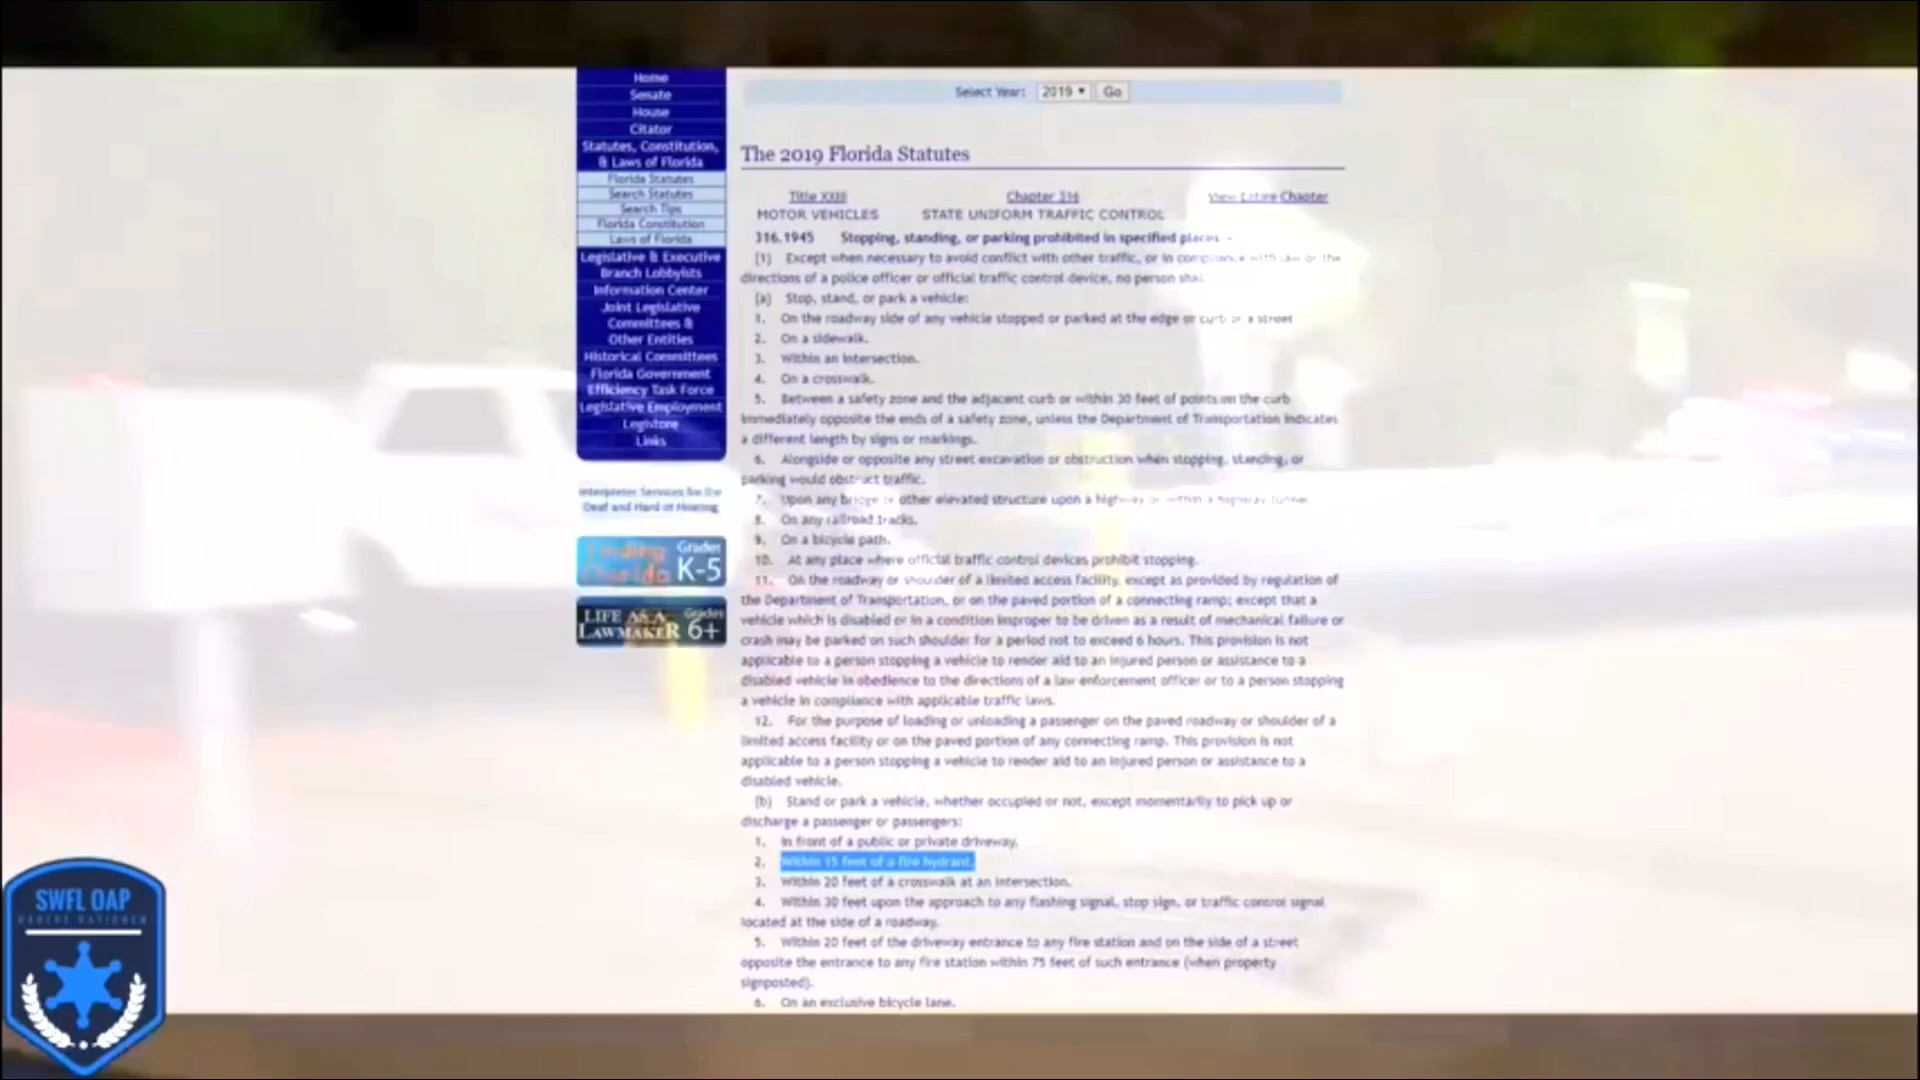 Home
Senate
House
Citator
Statutes, Constitution,
& Laws of Florida
Florida Statutes
Search Statutes
Search Tips
Florida Constitution
Laws of Florida
Legislative & Executive
Branch Lobbyists
Information Center
Joint Legislative
Committees &
Other Entities
Historical Committees
Florida Government
Efficiency Task Force
Legislative Employment
Legistore
Links
Interpreter Services for the
Deaf and Hard of Hearing
Finding Grades
Florida K-5
LIFE AS A Grades
LAWMAKER 6+
Select Year: 2019 Go
The 2019 Florida Statutes
Title XXIII Chapter 316 View Entire Chapter
MOTOR VEHICLES STATE UNIFORM TRAFFIC CONTROL
316.1945 Stopping, standing, or parking prohibited in specified places.-
(1) Except when necessary to avoid conflict with other traffic, or in compliance with law or the
directions of a police officer or official traffic control device, no person shal
(a) Stop, stand, or park a vehicle:
1. On the roadway side of any vehicle stopped or parked at the edge or curb of a street
2. On a sidewalk.
3. Within an intersection.
4. On a crosswalk.
5. Between a safety zone and the adjacent curb or within 30 feet of points on the curb
immediately opposite the ends of a safety zone, unless the Department of Transportation indicates
a different length by signs or markings.
6. Alongside or opposite any street excavation or obstruction when stopping, standing, or
parking would obstruct traffic.
7. Upon any bridge or other elevated structure upon a highway or within a highway tunnel.
8. On any railroad tracks.
9. On a bicycle path.
10. At any place where official traffic control devices prohibit stopping.
11. On the roadway or shoulder of a limited access facility, except as provided by regulation of
the Department of Transportation, or on the paved portion of a connecting ramp; except that a
vehicle which is disabled or in a condition improper to be driven as a result of mechanical failure or
crash may be parked on such shoulder for a period not to exceed 6 hours. This provision is not
applicable to a person stopping a vehicle to render aid to an injured person or assistance to a
disabled vehicle in obedience to the directions of a law enforcement officer or to a person stopping
a vehicle in compliance with applicable traffic laws.
12. For the purpose of loading or unloading a passenger on the paved roadway or shoulder of a
limited access facility or on the paved portion of any connecting ramp. This provision is not
applicable to a person stopping a vehicle to render aid to an injured person or assistance to a
disabled vehicle.
(b) Stand or park a vehicle, whether occupied or not, except momentarily to pick up or
discharge a passenger or passengers:
1. In front of a public or private driveway.
2. Within 15 feet of a fire hydrant.
3. Within 20 feet of a crosswalk at an intersection.
4. Within 30 feet upon the approach to any flashing signal, stop sign, or traffic control signal
located at the side of a roadway.
5. Within 20 feet of the driveway entrance to any fire station and on the side of a street
opposite the entrance to any fire station within 75 feet of such entrance (when property
signposted).
6. On an exclusive bicycle lane.
SWFL OAP